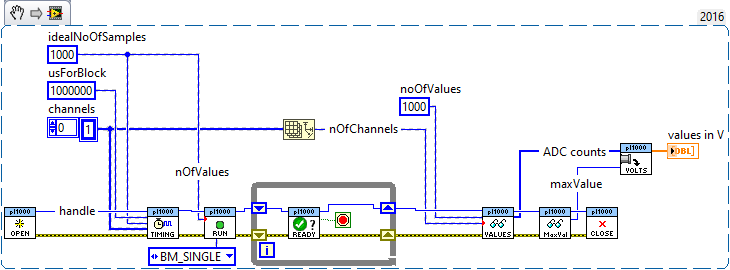 2016
idealNoOfSamples
1000
usForBlock
1000000
channels
0
1
nOfValues
nOfChannels
noOfValues
1000
ADC counts
pl1000
VOLTS
values in V
DBL
maxValue
handle
pl1000
OPEN
pl1000
TIMING
pl1000
RUN
BM_SINGLE
pl1000
?
READY
i
pl1000
VALUES
pl1000
MaxVal
pl1000
CLOSE